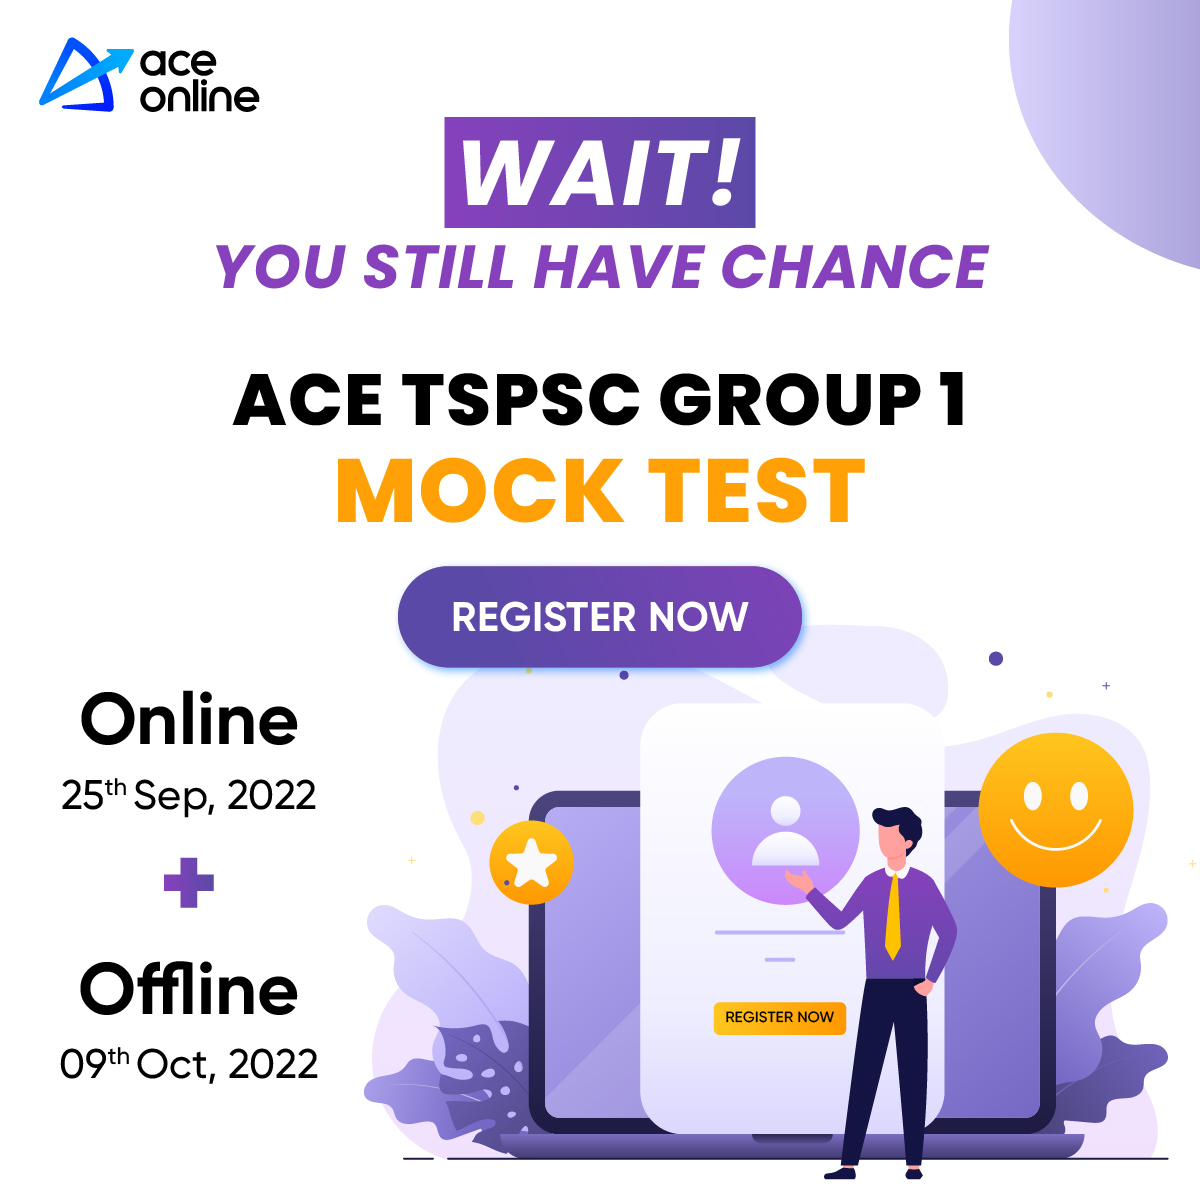 ace
online
WAIT!
YOU STILL HAVE CHANCE
ACE TSPSC GROUP 1
MOCK TEST
REGISTER NOW
Online
25th Sep, 2022
+
Offline
09th Oct, 2022
REGISTER NOW